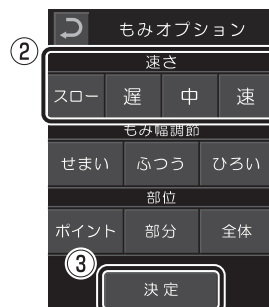 もみオプション
②
速さ
スロー 遅 中 速
もみ幅調節
せまい ふつう ひろい
部位
ポイント 部分 全体
③
決定